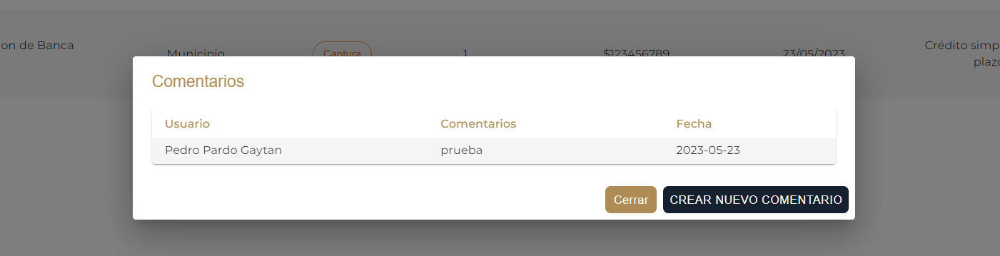 on de Banca
Municipio
Captura
1
$123456789
23/05/2023
Crédito simp
plazo
Comentarios
Usuario Comentarios Fecha
Pedro Pardo Gaytan prueba 2023-05-23
Cerrar CREAR NUEVO COMENTARIO